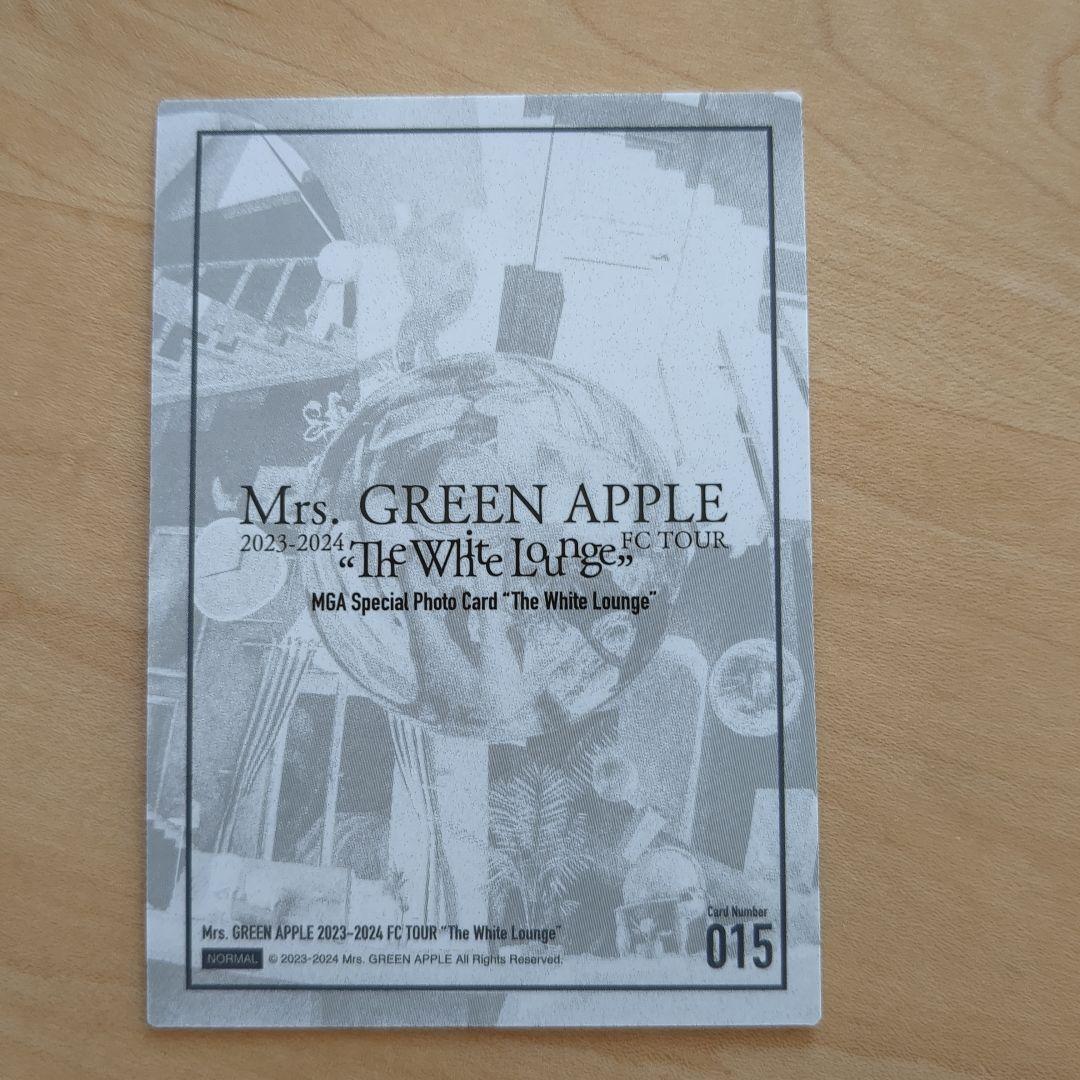 Mrs. GREEN APPLE
2023-2024 “The White Lounge” FC TOUR
MGA Special Photo Card “The White Lounge”
Card Number
015
Mrs. GREEN APPLE 2023-2024 FC TOUR “The White Lounge”
NORMAL © 2023-2024 Mrs. GREEN APPLE All Rights Reserved.